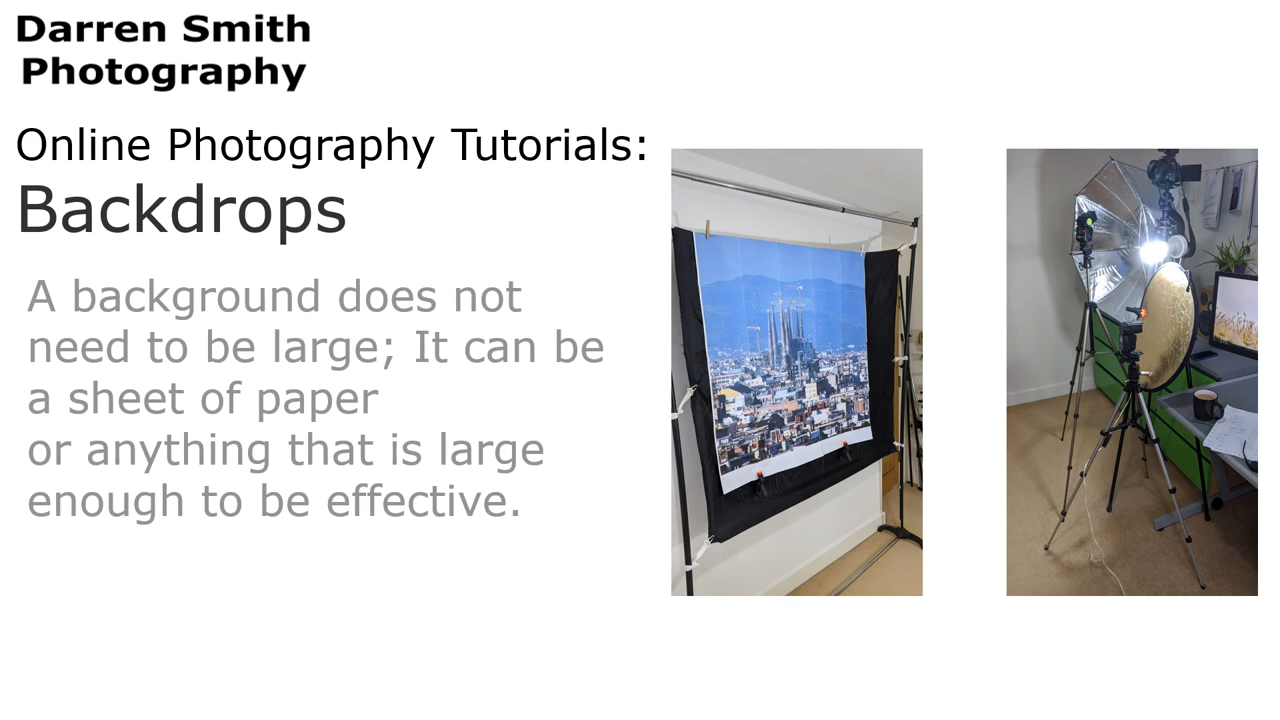 Darren Smith
Photography
Online Photography Tutorials:
Backdrops
A background does not
need to be large; It can be
a sheet of paper
or anything that is large
enough to be effective.